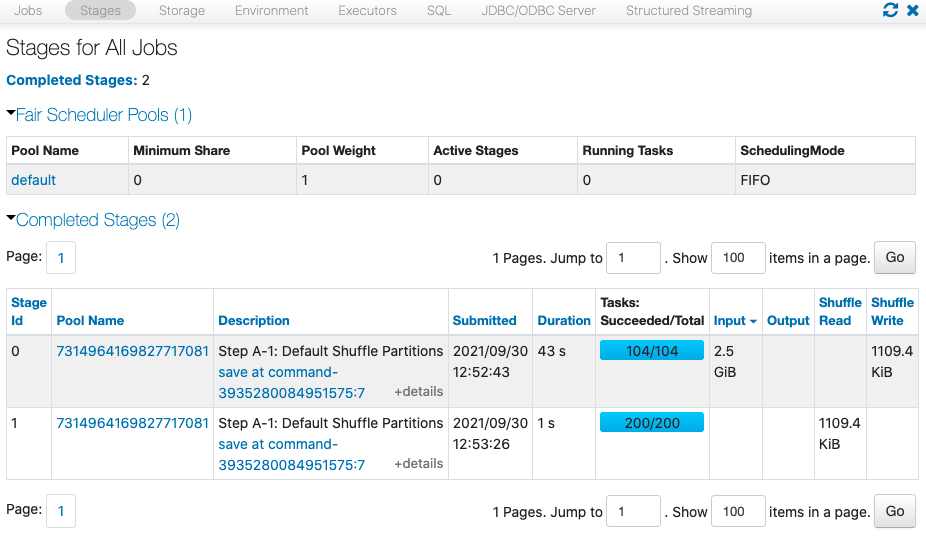 Jobs Stages Storage Environment Executors SQL JDBC/ODBC Server Structured Streaming
Stages for All Jobs
Completed Stages: 2
Fair Scheduler Pools (1)
Pool Name Minimum Share Pool Weight Active Stages Running Tasks SchedulingMode
default 0 1 0 0 FIFO
Completed Stages (2)
Page: 1 1 Pages. Jump to 1 . Show 100 items in a page. Go
Stage Tasks: Shuffle Shuffle
Id Pool Name Description Submitted Duration Succeeded/Total Input Output Read Write
0 7314964169827717081 Step A-1: Default Shuffle Partitions 2021/09/30 43 s 104/104 2.5 1109.4
save at command- 12:52:43 GiB KiB
3935280084951575:7 +details
1 7314964169827717081 Step A-1: Default Shuffle Partitions 2021/09/30 1 s 200/200 1109.4
save at command- 12:53:26 KiB
3935280084951575:7 +details
Page: 1 1 Pages. Jump to 1 . Show 100 items in a page. Go